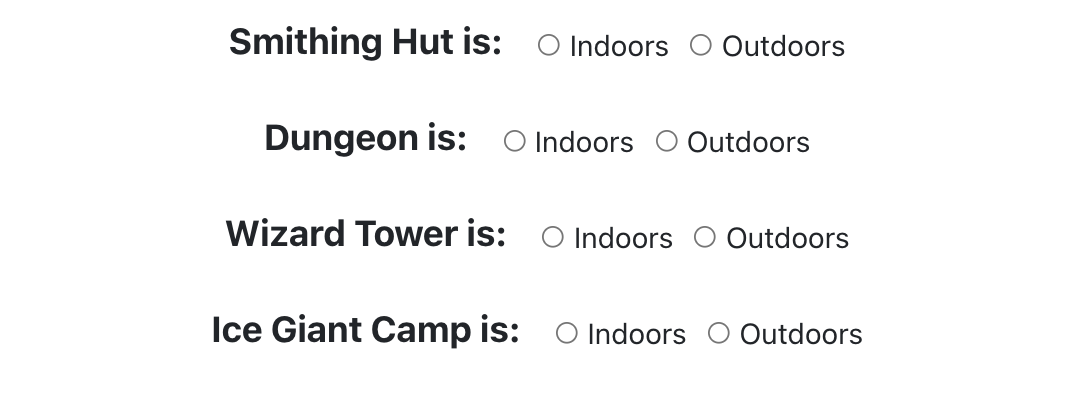 Smithing Hut is: Indoors Outdoors
Dungeon is: Indoors Outdoors
Wizard Tower is: Indoors Outdoors
Ice Giant Camp is: Indoors Outdoors